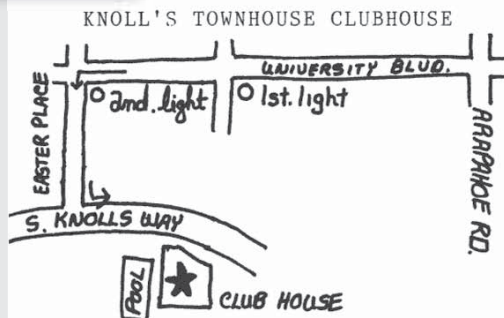 KNOLL'S TOWNHOUSE CLUBHOUSE
UNIVERSITY BLVD.
2nd. light
1st. light
EASTER PLACE
ARAPAHOE RD.
S. KNOLLS WAY
POOL
CLUB HOUSE